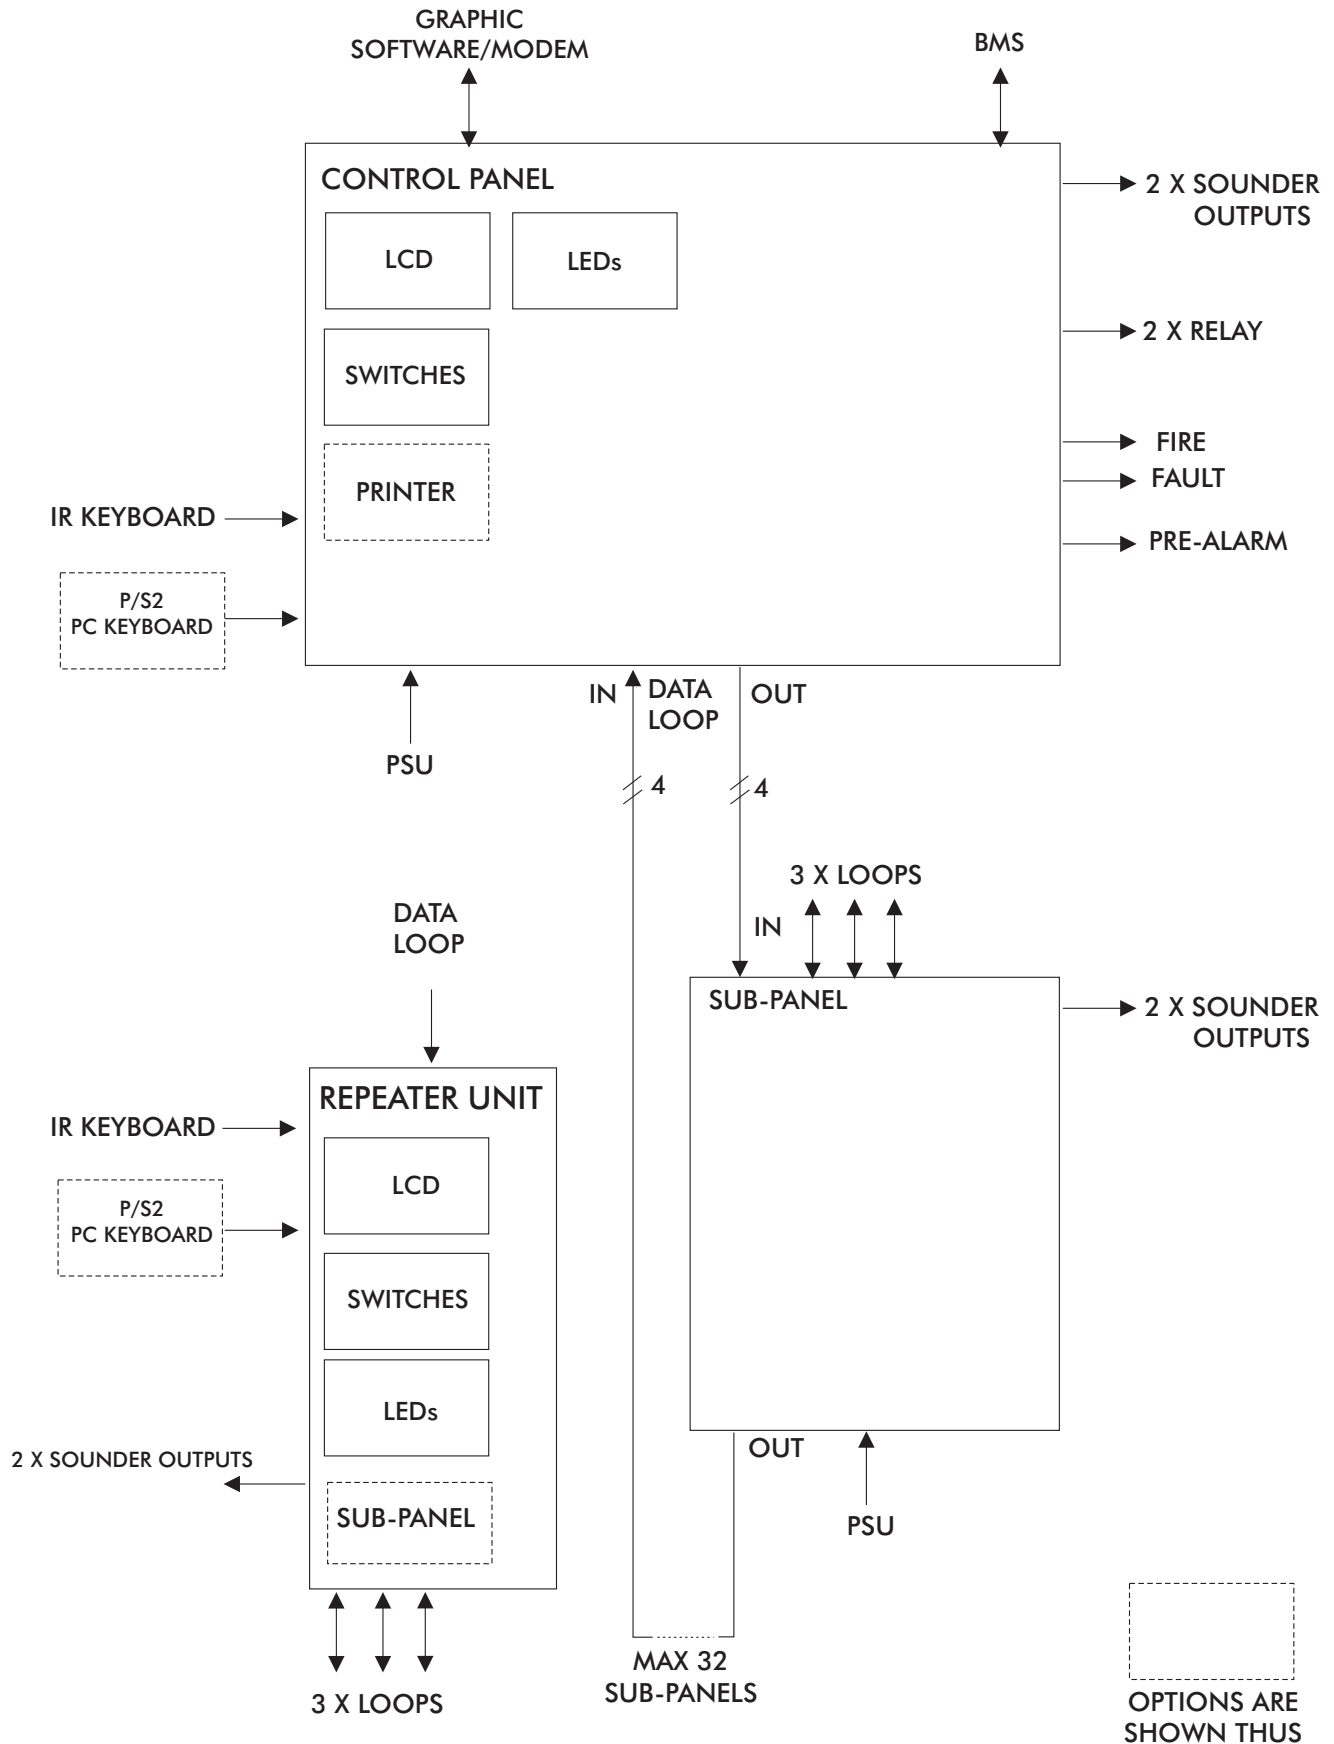 GRAPHIC
SOFTWARE/MODEM
BMS
CONTROL PANEL
2 X SOUNDER
OUTPUTS
LCD
LEDs
2 X RELAY
SWITCHES
FIRE
FAULT
PRINTER
IR KEYBOARD
PRE-ALARM
P/S2
PC KEYBOARD
IN
DATA
LOOP
OUT
PSU
4
4
3 X LOOPS
DATA
LOOP
IN
SUB-PANEL
2 X SOUNDER
OUTPUTS
REPEATER UNIT
IR KEYBOARD
LCD
P/S2
PC KEYBOARD
SWITCHES
LEDs
2 X SOUNDER OUTPUTS
OUT
SUB-PANEL
PSU
MAX 32
SUB-PANELS
3 X LOOPS
OPTIONS ARE
SHOWN THUS